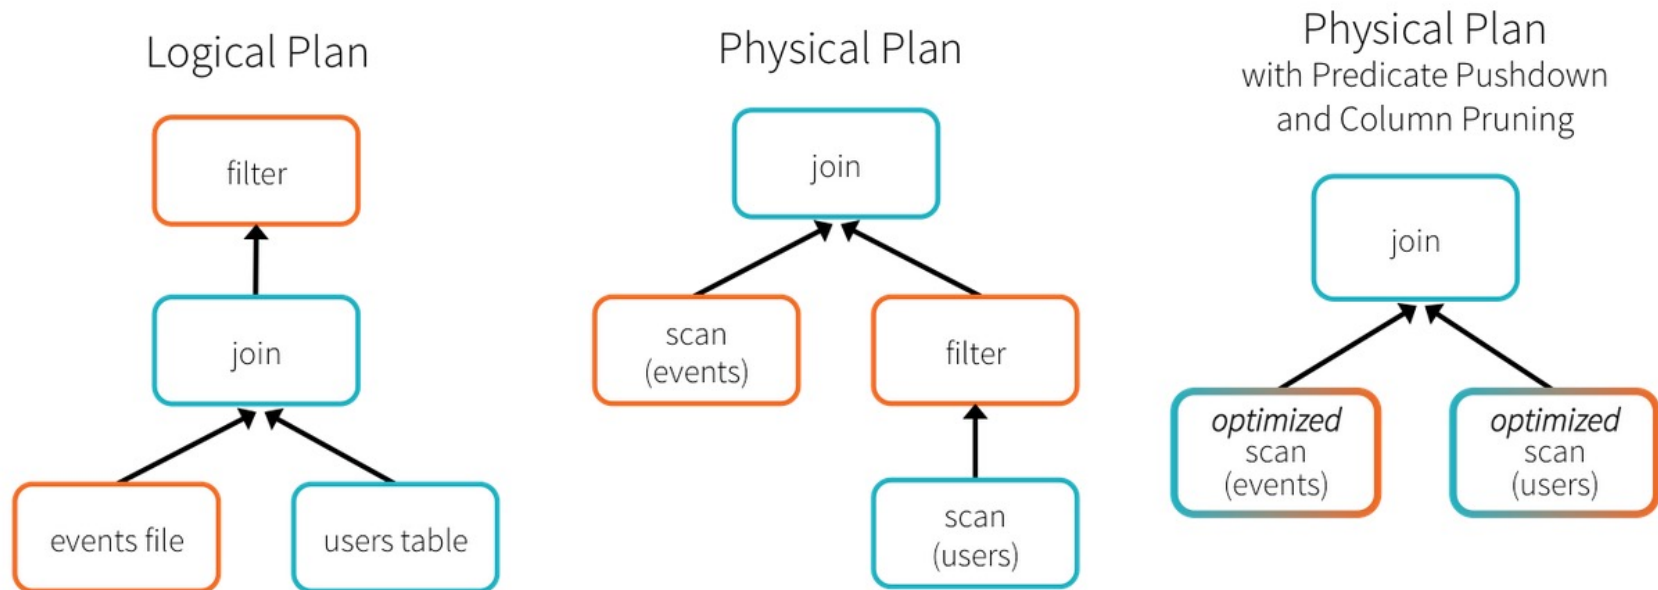 Logical Plan
filter
join
events file
users table
Physical Plan
join
scan
(events)
filter
scan
(users)
Physical Plan
with Predicate Pushdown
and Column Pruning
join
optimized
scan
(events)
optimized
scan
(users)